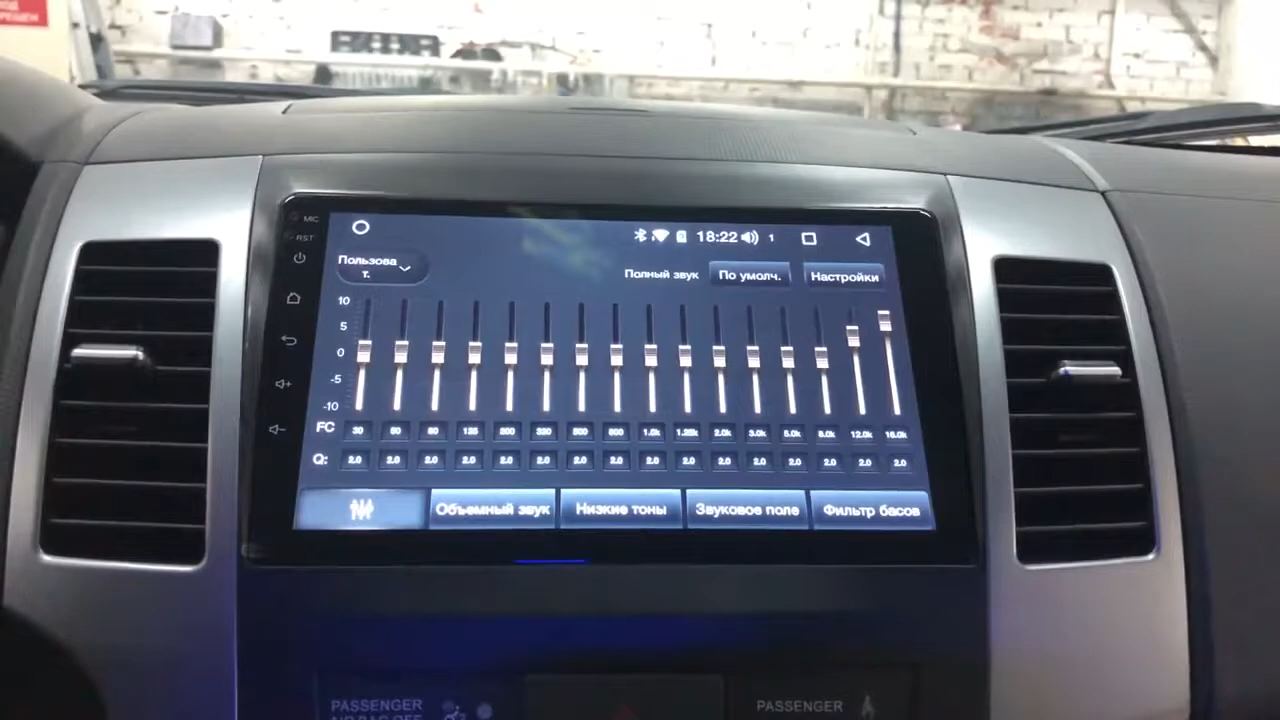 MIC
RST
18:22 1
Пользова
т.
Полный звук По умолч. Настройки
10
5
0
-5
-10
FC 30 50 80 125 200 320 500 800 1.0k 1.25k 2.0k 3.0k 5.0k 8.0k 12.0k 16.0k
Q: 2.0 2.0 2.0 2.0 2.0 2.0 2.0 2.0 2.0 2.0 2.0 2.0 2.0 2.0 2.0 2.0
Объемный звук Низкие тоны Звуковое поле Фильтр басов
PASSENGER
AIR BAG OFF
PASSENGER